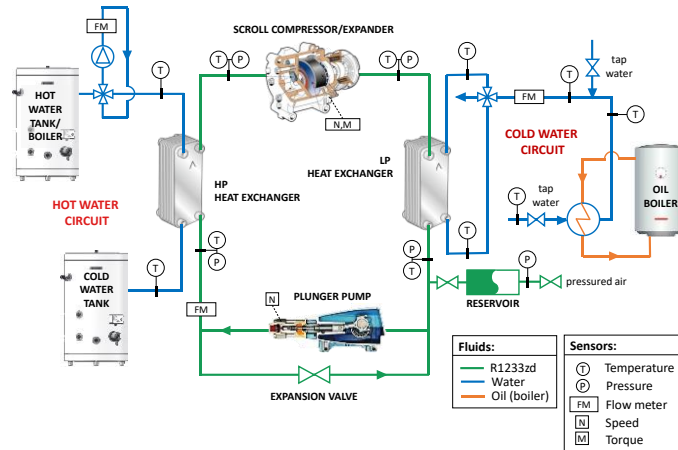 SCROLL COMPRESSOR/EXPANDER
FM
T
P
T
P
T
tap
water
T
HOT
WATER
TANK/
BOILER
T
FM
N,M
COLD WATER
CIRCUIT
T
LP
HEAT EXCHANGER
HP
HEAT EXCHANGER
OIL
BOILER
HOT WATER
CIRCUIT
T
tap
water
T
P
T
P
T
T
COLD
WATER
TANK
T
P
pressured air
RESERVOIR
N
PLUNGER PUMP
FM
EXPANSION VALVE
Fluids:
R1233zd
Water
Oil (boiler)
Sensors:
T Temperature
P Pressure
FM Flow meter
N Speed
M Torque